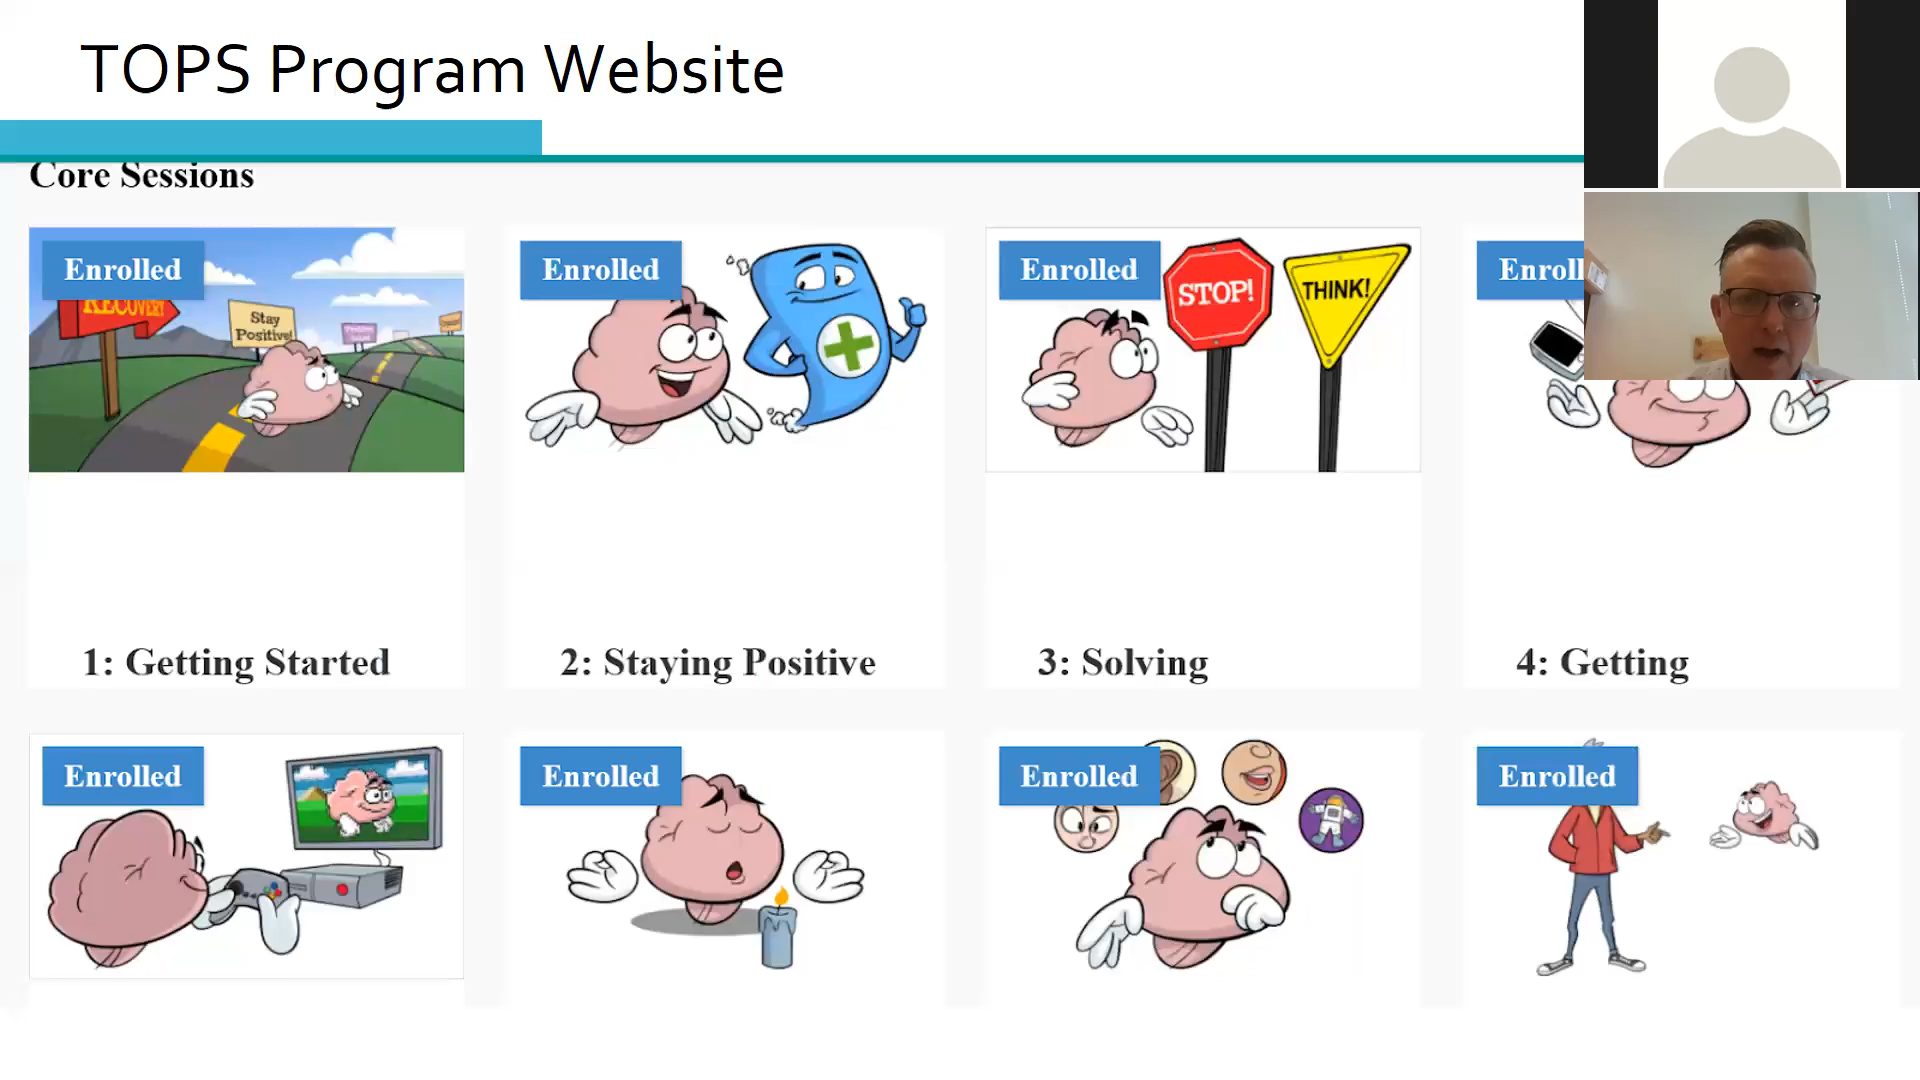 TOPS Program Website
Core Sessions
Enrolled
RECOVERY
Stay
Positive!
Enrolled
Enrolled
STOP!
THINK!
Enroll
1: Getting Started
2: Staying Positive
3: Solving
4: Getting
Enrolled
Enrolled
Enrolled
Enrolled